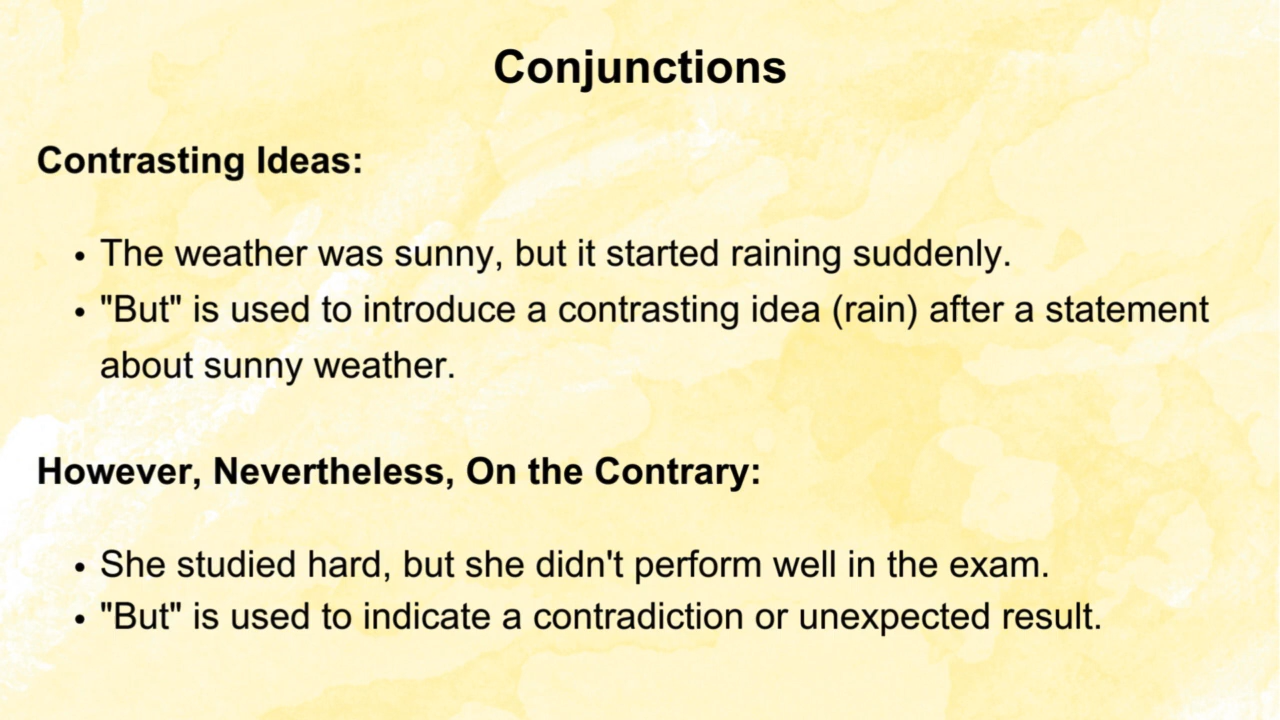 Conjunctions
Contrasting Ideas:
• The weather was sunny, but it started raining suddenly.
• "But" is used to introduce a contrasting idea (rain) after a statement
about sunny weather.
However, Nevertheless, On the Contrary:
• She studied hard, but she didn't perform well in the exam.
• "But" is used to indicate a contradiction or unexpected result.